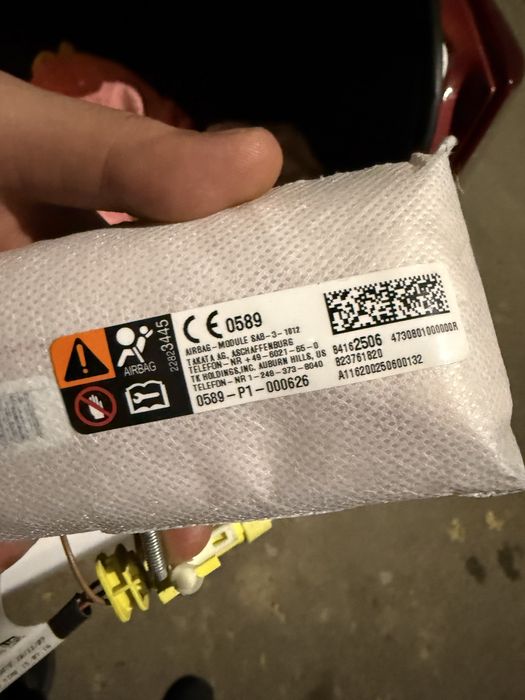 AIRBAG
22823445
CE 0589
AIRBAG-MODULE SAB-3-1812
TAKATA AG, ASCHAFFENBURG
TELEFON-NR +49-6021-65-0
TK HOLDINGS,INC. AUBURN HILLS, US
TELEFON-NR 1-248-373-8040
0589-P1-000626
84162506 4730801000000R
823761820
A116200250600132